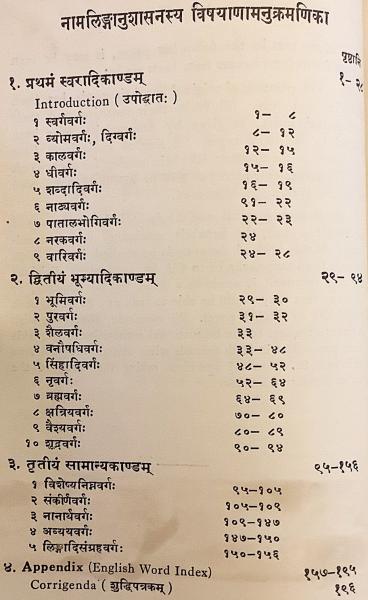 नामलिङ्गानुशासनस्य विषयाणामनुक्रमणिका
पृष्ठानि
१. प्रथमं स्वरादिकाण्डम् १-२८
Introduction ( उपोद्घातः )
१ स्वर्गवर्गः १- ८
२ व्योमवर्गः, दिग्वर्गः ८- १२
३ कालवर्गः १२- १५
४ धीवर्गः १५- १६
५ शब्दादिवर्गः १६- १९
६ नाट्यवर्गः १९- २२
७ पातालभोगिवर्गः २२- २३
८ नरकवर्गः २४
९ वारिवर्गः २४- २८
२. द्वितीयं भूम्यादिकाण्डम् २९- ९४
१ भूमिवर्गः २९- ३०
२ पुरवर्गः ३१- ३२
३ शैलवर्गः ३३
४ वनौषधिवर्गः ३३- ४८
५ सिंहादिवर्गः ४८- ५२
६ नृवर्गः ५२- ६४
७ ब्रह्मवर्गः ६४- ६९
८ क्षत्रियवर्गः ७०- ८०
९ वैश्यवर्गः ८०- ८९
१० शूद्रवर्गः ९०- ९४
३. तृतीयं सामान्यकाण्डम् ९५-१५६
१ विशेष्यनिघ्नवर्गः ९५-१०५
२ संकीर्णवर्गः १०५-१०९
३ नानार्थवर्गः १०९-१४७
४ अव्ययवर्गः १४७-१५०
५ लिङ्गादिसंग्रहवर्गः १५०-१५६
४. Appendix (English Word Index) १५७-१९५
Corrigenda ( शुद्धिपत्रकम् ) १९६